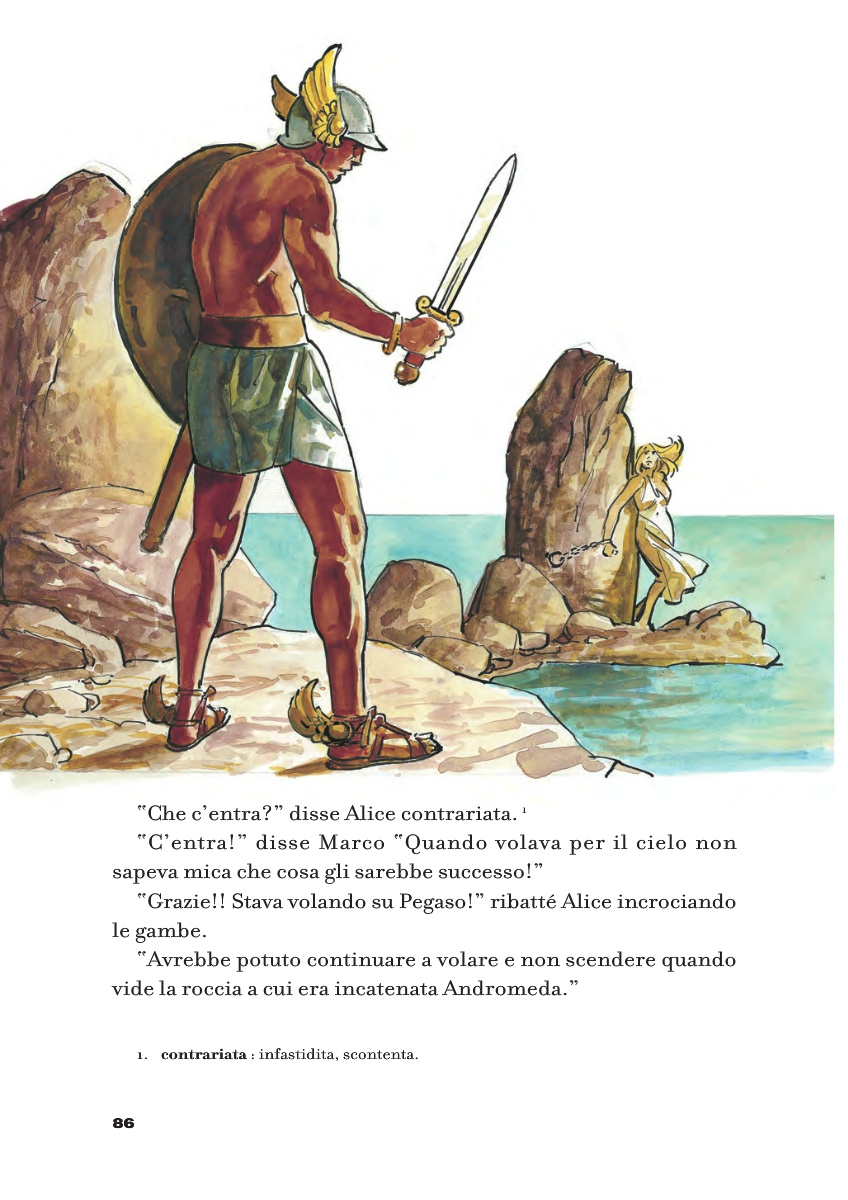 "Che c'entra?" disse Alice contrariata. ¹
"C'entra!" disse Marco "Quando volava per il cielo non
sapeva mica che cosa gli sarebbe successo!"
"Grazie!! Stava volando su Pegaso!" ribatté Alice incrociando
le gambe.
"Avrebbe potuto continuare a volare e non scendere quando
vide la roccia a cui era incatenata Andromeda."
1. contrariata : infastidita, scontenta.
86